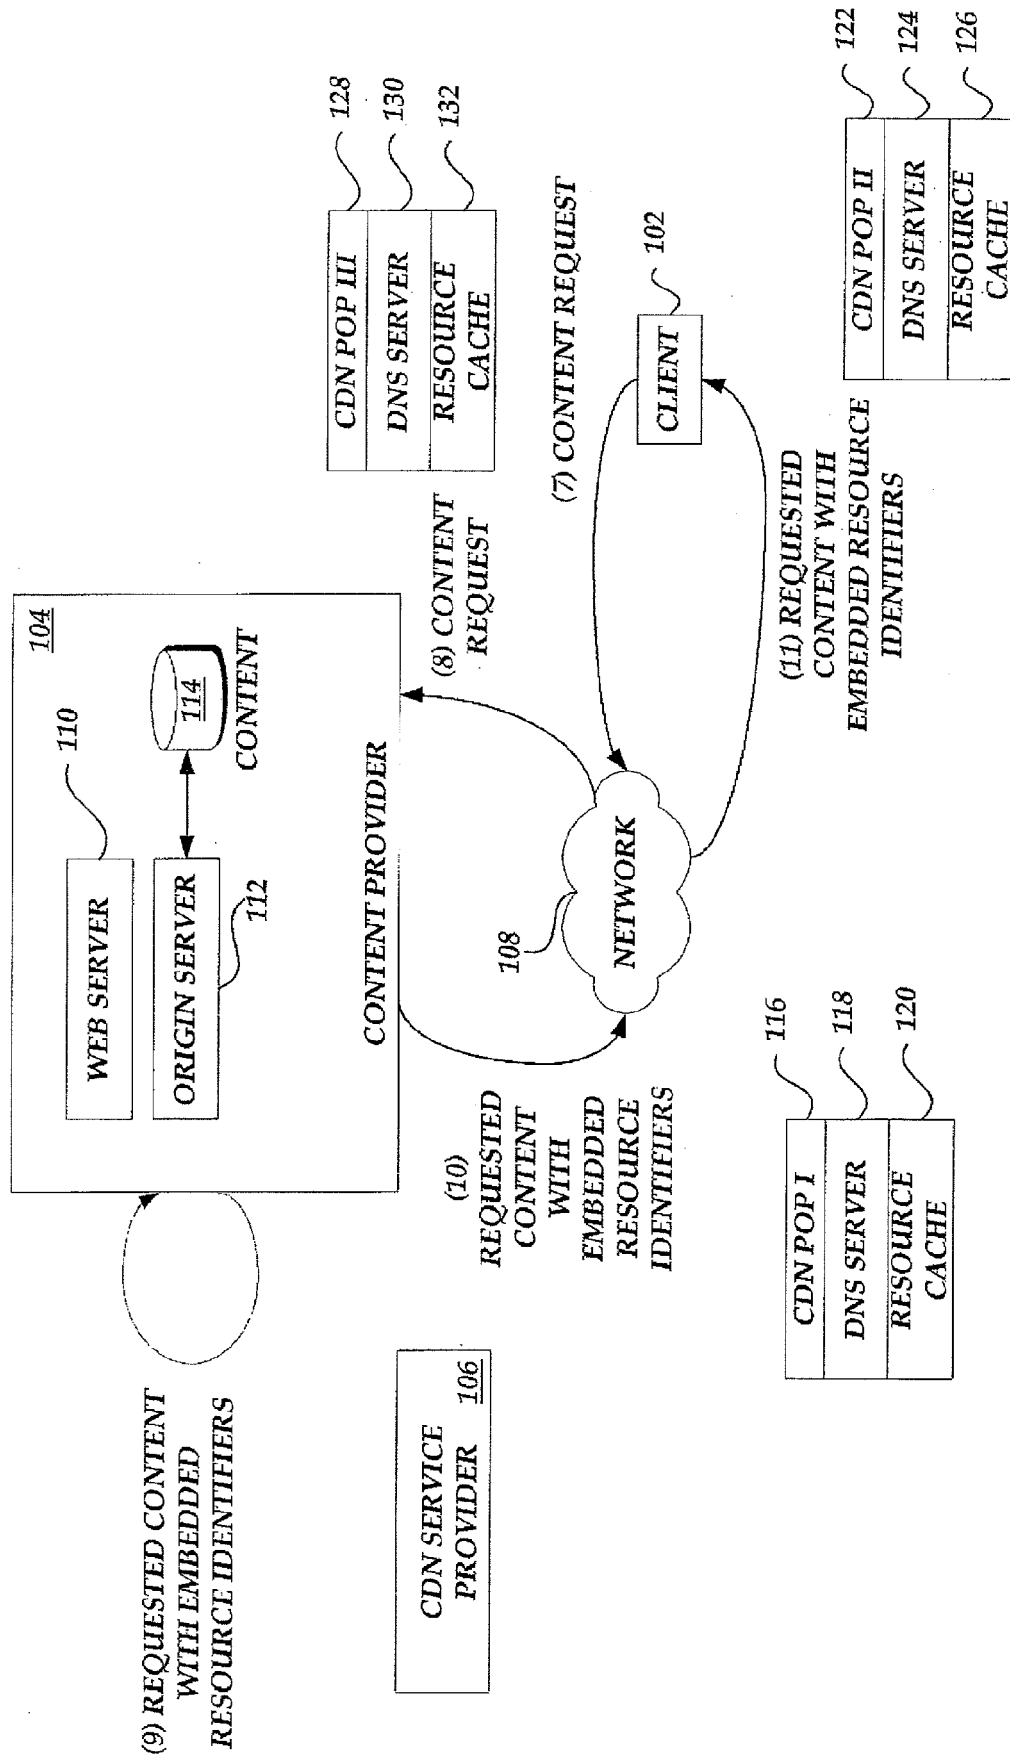 (9) REQUESTED CONTENT
WITH EMBEDDED
RESOURCE IDENTIFIERS
104
WEB SERVER
110
ORIGIN SERVER
112
114
CONTENT
CONTENT PROVIDER
CDN SERVICE
PROVIDER
106
(10)
REQUESTED
CONTENT
WITH
EMBEDDED
RESOURCE
IDENTIFIERS
(8) CONTENT
REQUEST
CDN POP III
DNS SERVER
RESOURCE
CACHE
128
130
132
108
NETWORK
(7) CONTENT REQUEST
CLIENT
102
(11) REQUESTED
CONTENT WITH
EMBEDDED RESOURCE
IDENTIFIERS
CDN POP I
DNS SERVER
RESOURCE
CACHE
116
118
120
CDN POP II
DNS SERVER
RESOURCE
CACHE
122
124
126